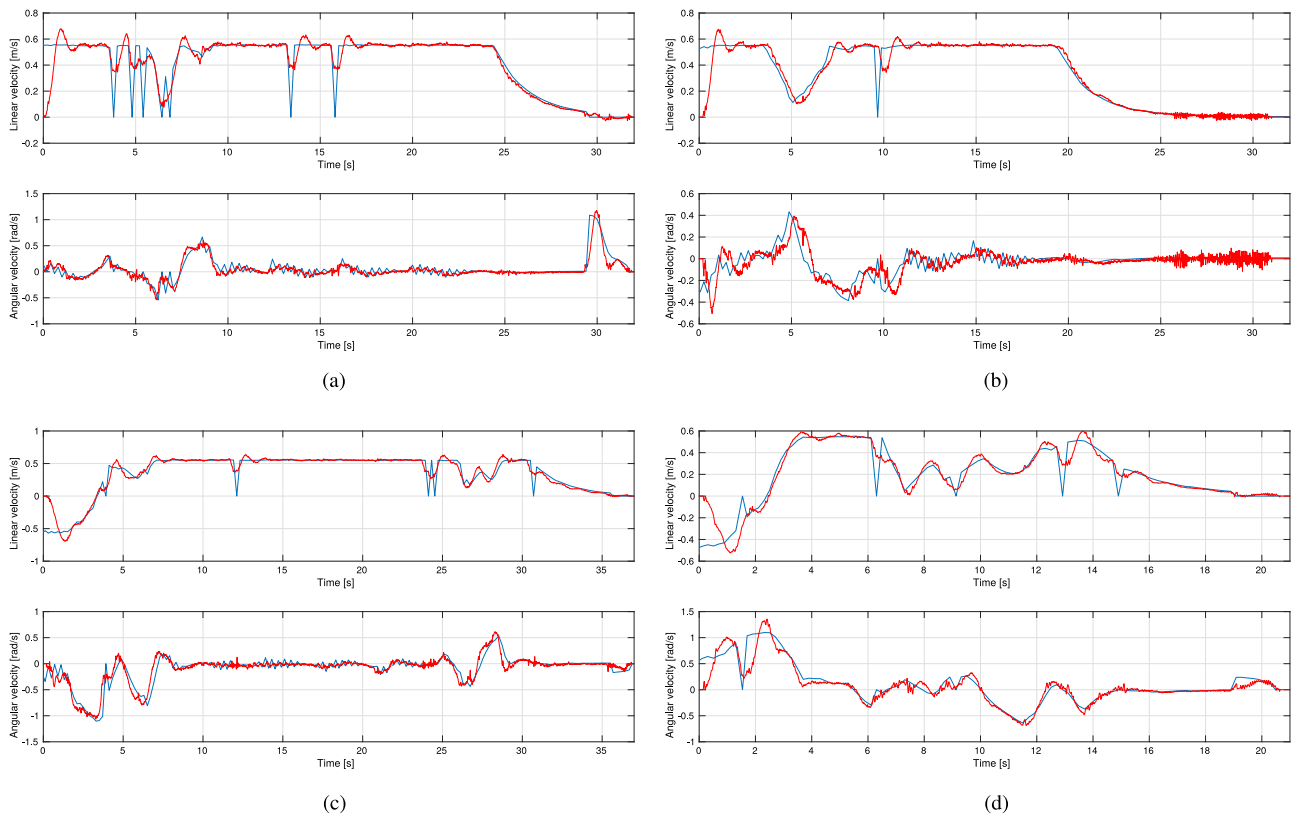 Linear velocity [m/s]
0.8
0.6
0.4
0.2
0
-0.2
0 5 10 15 20 25 30
Time [s]
Angular velocity [rad/s]
1.5
1
0.5
0
-0.5
-1
0 5 10 15 20 25 30
Time [s]
(a)
Linear velocity [m/s]
0.8
0.6
0.4
0.2
0
-0.2
0 5 10 15 20 25 30
Time [s]
Angular velocity [rad/s]
0.6
0.4
0.2
0
-0.2
-0.4
-0.6
0 5 10 15 20 25 30
Time [s]
(b)
Linear velocity [m/s]
1
0.5
0
-0.5
-1
0 5 10 15 20 25 30 35
Time [s]
Angular velocity [rad/s]
1
0.5
0
-0.5
-1
-1.5
0 5 10 15 20 25 30 35
Time [s]
(c)
Linear velocity [m/s]
0.6
0.4
0.2
0
-0.2
-0.4
-0.6
0 2 4 6 8 10 12 14 16 18 20
Time [s]
Angular velocity [rad/s]
1.5
1
0.5
0
-0.5
-1
0 2 4 6 8 10 12 14 16 18 20
Time [s]
(d)